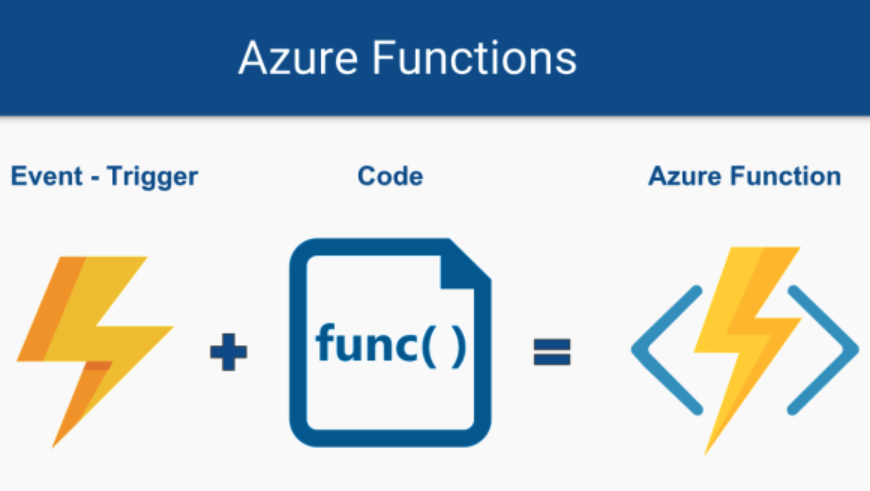 Azure Functions
Event - Trigger
Code
Azure Function
func( )